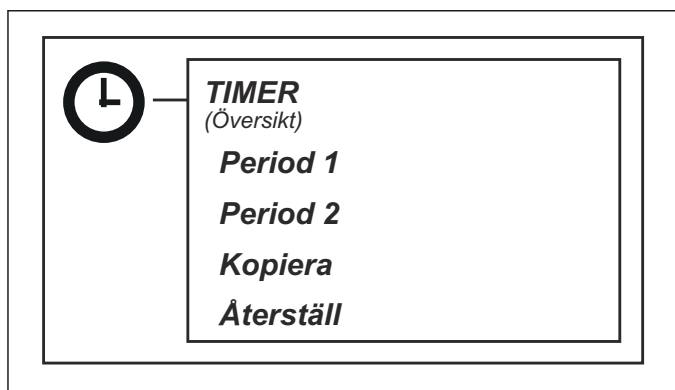 TIMER
(Översikt)
Period 1
Period 2
Kopiera
Återställ